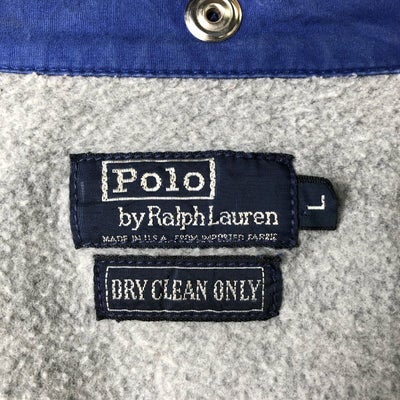 Polo
by Ralph Lauren
MADE IN U.S.A. FROM IMPORTED FABRIC
L
DRY CLEAN ONLY